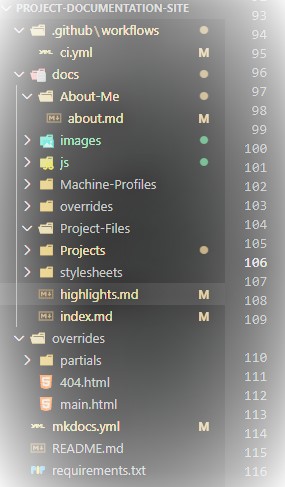 PROJECT-DOCUMENTATION-SITE
.github\workflows
ci.yml M
docs
About-Me
about.md M
images
js
Machine-Profiles
overrides
Project-Files
Projects
stylesheets
highlights.md M
index.md M
overrides
partials
404.html
main.html
mkdocs.yml M
README.md
requirements.txt
93
94
95
96
97
98
99
100
101
102
103
104
105
106
107
108
109
110
111
112
113
114
115
116